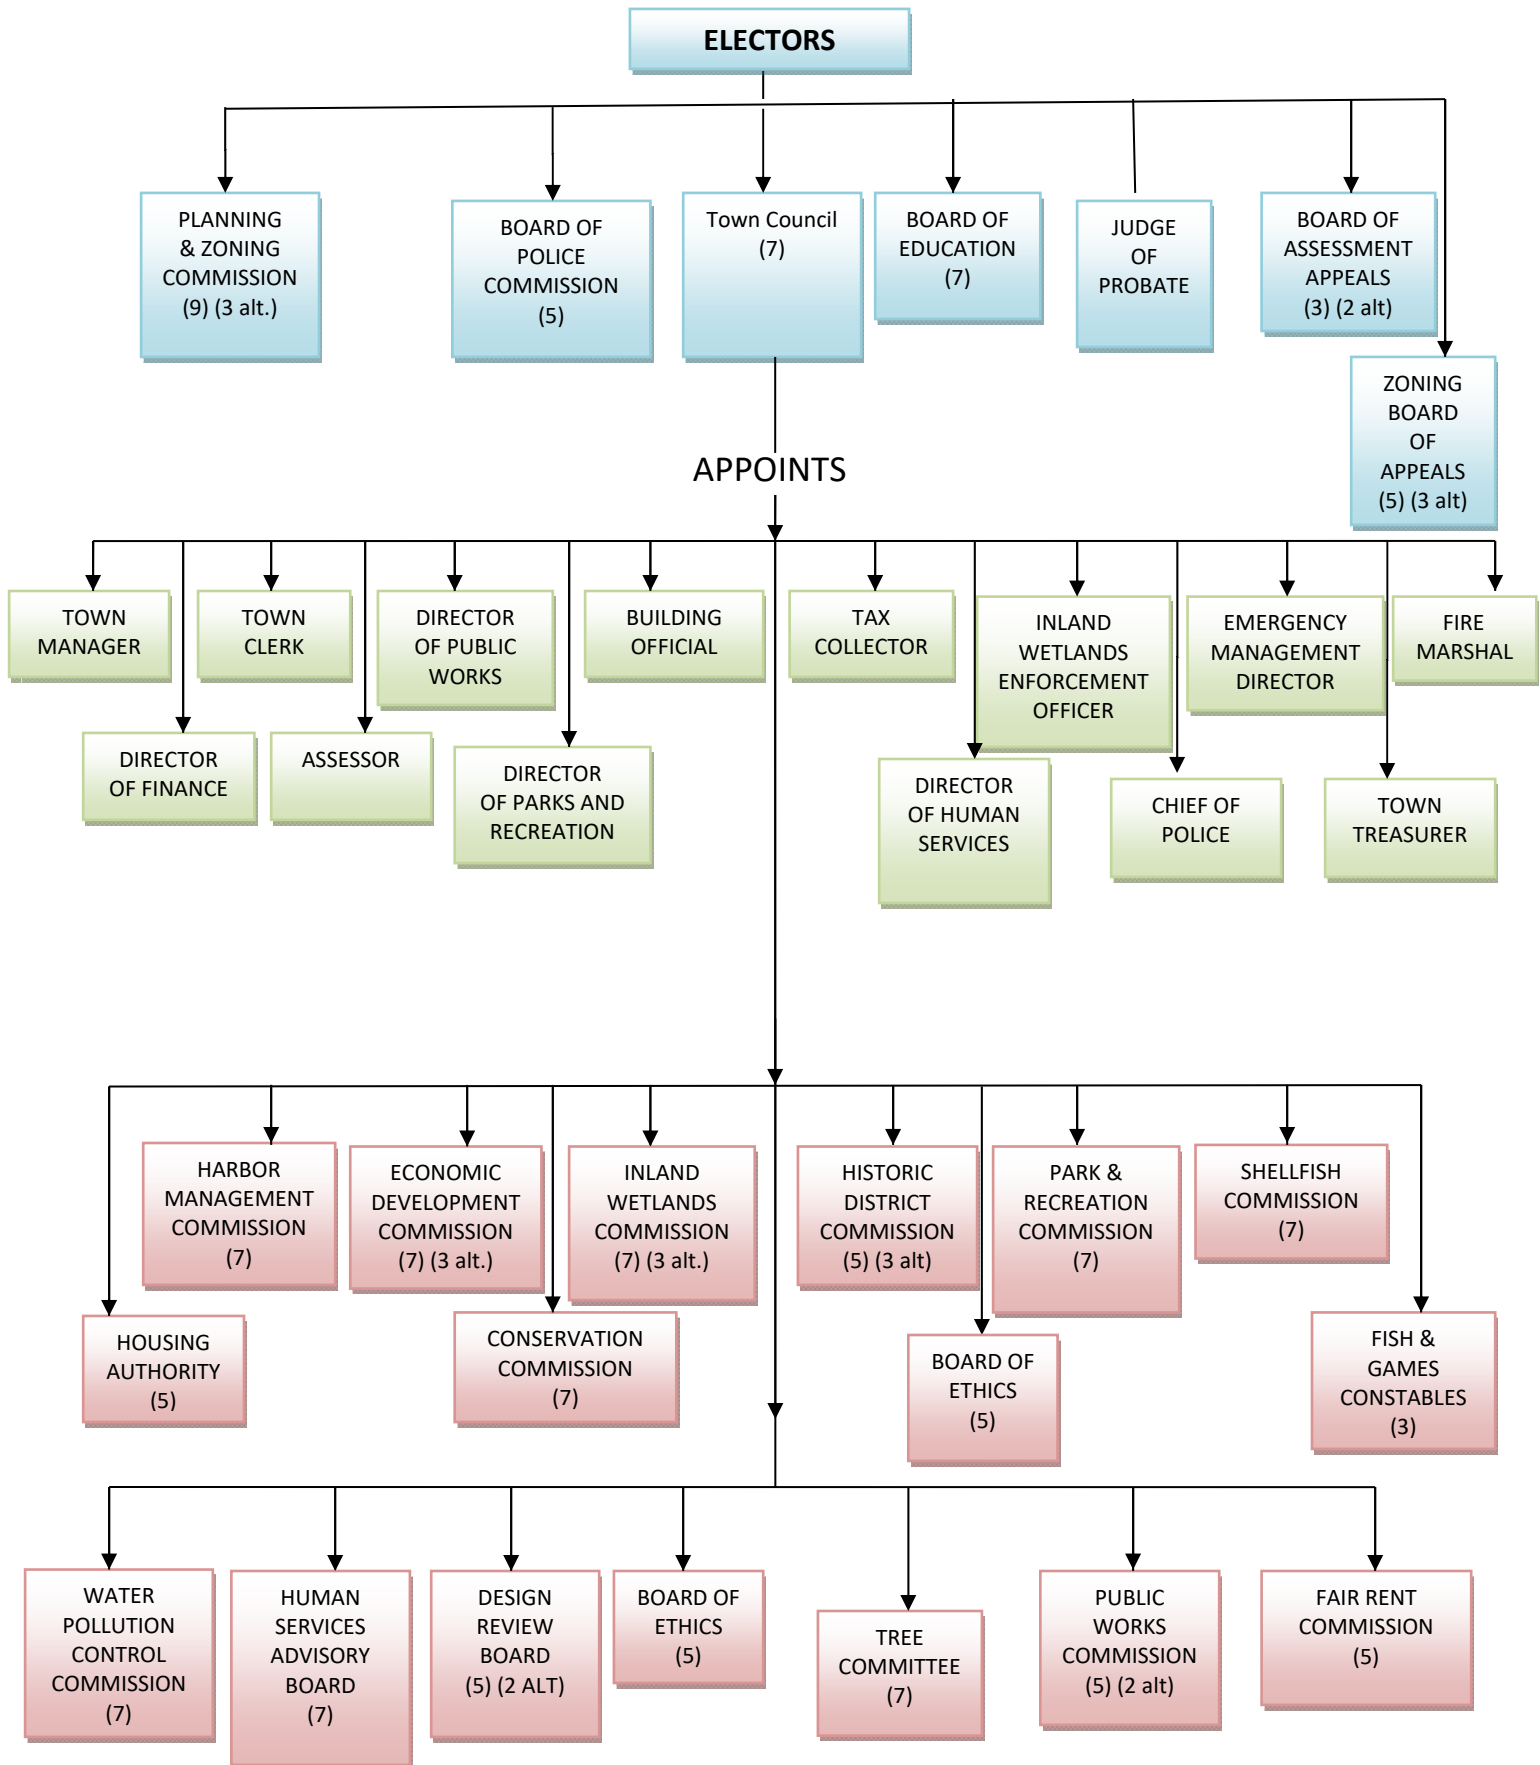 ELECTORS
PLANNING
& ZONING
COMMISSION
(9) (3 alt.)
BOARD OF
POLICE
COMMISSION
(5)
Town Council
(7)
BOARD OF
EDUCATION
(7)
JUDGE
OF
PROBATE
BOARD OF
ASSESSMENT
APPEALS
(3) (2 alt)
ZONING
BOARD
OF
APPEALS
(5) (3 alt)
APPOINTS
TOWN
MANAGER
TOWN
CLERK
DIRECTOR
OF PUBLIC
WORKS
BUILDING
OFFICIAL
TAX
COLLECTOR
INLAND
WETLANDS
ENFORCEMENT
OFFICER
EMERGENCY
MANAGEMENT
DIRECTOR
FIRE
MARSHAL
DIRECTOR
OF FINANCE
ASSESSOR
DIRECTOR
OF PARKS AND
RECREATION
DIRECTOR
OF HUMAN
SERVICES
CHIEF OF
POLICE
TOWN
TREASURER
HARBOR
MANAGEMENT
COMMISSION
(7)
ECONOMIC
DEVELOPMENT
COMMISSION
(7) (3 alt.)
INLAND
WETLANDS
COMMISSION
(7) (3 alt.)
HISTORIC
DISTRICT
COMMISSION
(5) (3 alt)
PARK &
RECREATION
COMMISSION
(7)
SHELLFISH
COMMISSION
(7)
HOUSING
AUTHORITY
(5)
CONSERVATION
COMMISSION
(7)
BOARD OF
ETHICS
(5)
FISH &
GAMES
CONSTABLES
(3)
WATER
POLLUTION
CONTROL
COMMISSION
(7)
HUMAN
SERVICES
ADVISORY
BOARD
(7)
DESIGN
REVIEW
BOARD
(5) (2 ALT)
BOARD OF
ETHICS
(5)
TREE
COMMITTEE
(7)
PUBLIC
WORKS
COMMISSION
(5) (2 alt)
FAIR RENT
COMMISSION
(5)